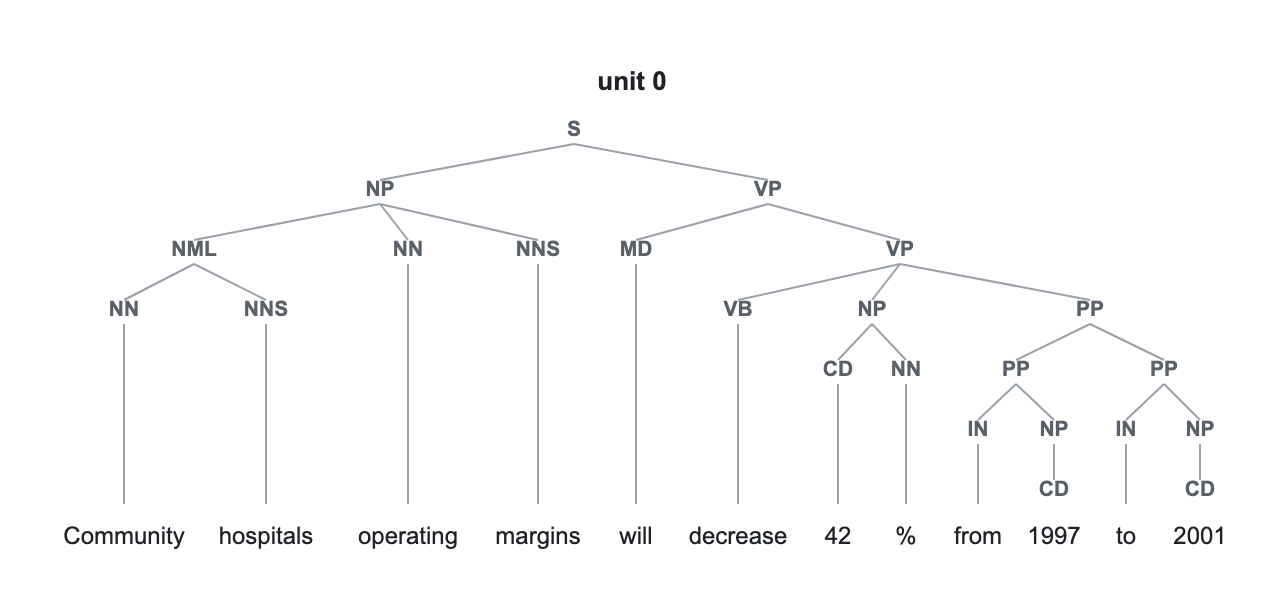 unit 0
S
NP VP
NML NN NNS MD VP
NN NNS VB NP PP
CD NN PP PP
IN NP IN NP
CD CD
Community hospitals operating margins will decrease 42 % from 1997 to 2001